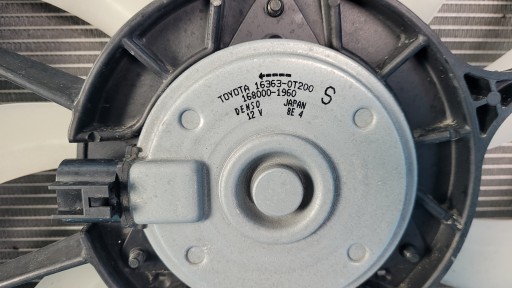 TOYOTA 16363-0T200
168000-1960 S
DENSO JAPAN
12 V 8E 4